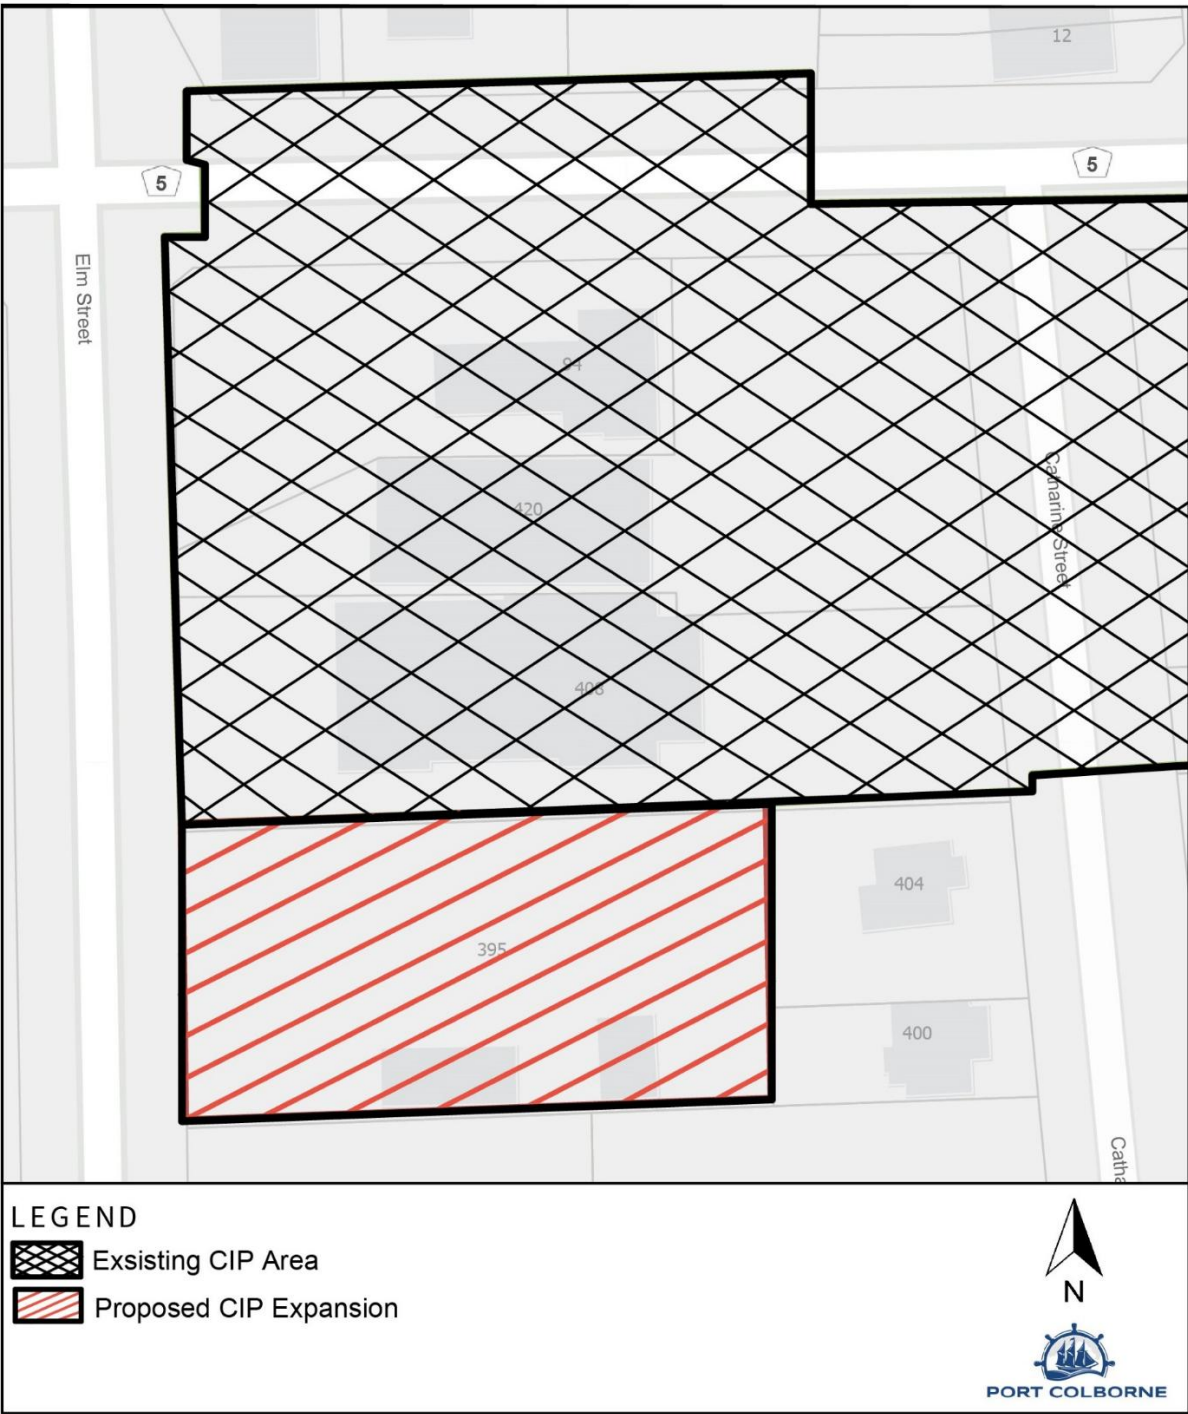 12
5
5
Elm Street
94
Catharine Street
420
408
404
395
400
Catha
LEGEND
Exsisting CIP Area
Proposed CIP Expansion
N
PORT COLBORNE